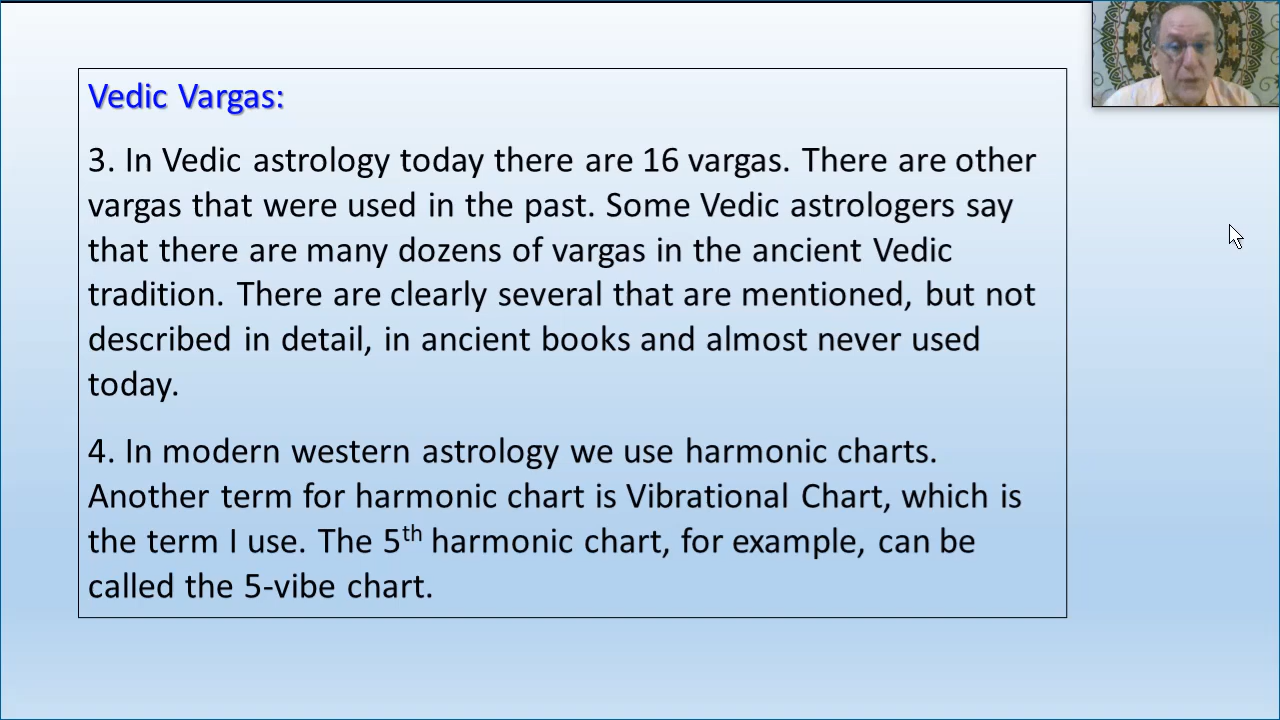 Vedic Vargas:
3. In Vedic astrology today there are 16 vargas. There are other
vargas that were used in the past. Some Vedic astrologers say
that there are many dozens of vargas in the ancient Vedic
tradition. There are clearly several that are mentioned, but not
described in detail, in ancient books and almost never used
today.
4. In modern western astrology we use harmonic charts.
Another term for harmonic chart is Vibrational Chart, which is
the term I use. The 5th harmonic chart, for example, can be
called the 5-vibe chart.